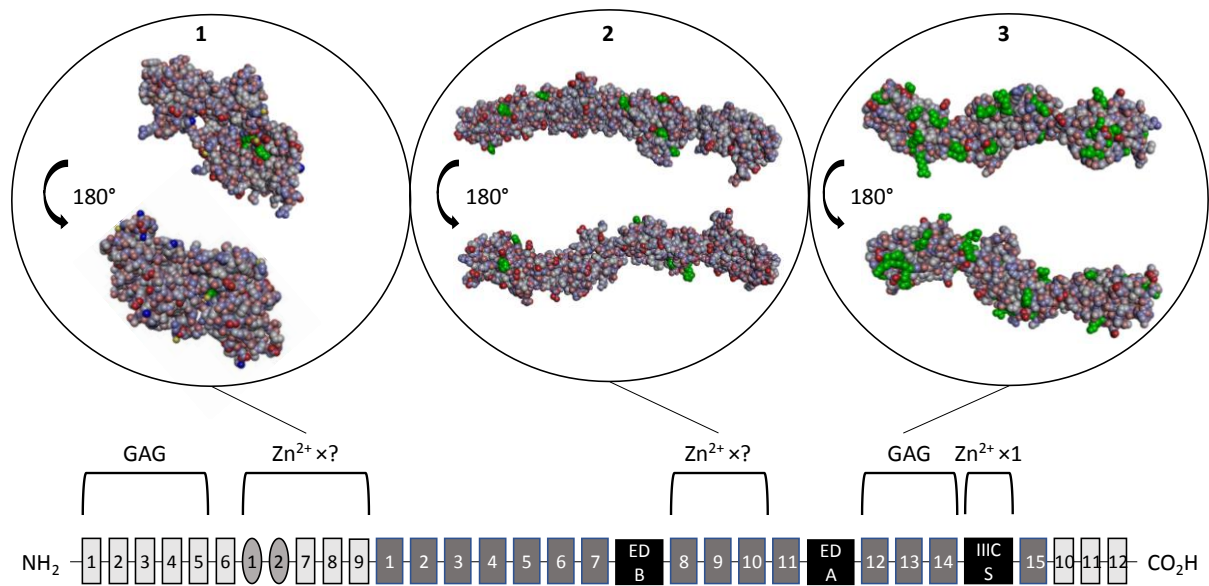 1 2 3
180° 180° 180°
GAG Zn²⁺ ×? Zn²⁺ ×? GAG Zn²⁺ ×1
NH₂ 1 2 3 4 5 6 1 2 7 8 9 1 2 3 4 5 6 7 ED B 8 9 10 11 ED A 12 13 14 IIIC S 15 10 11 12 CO₂H